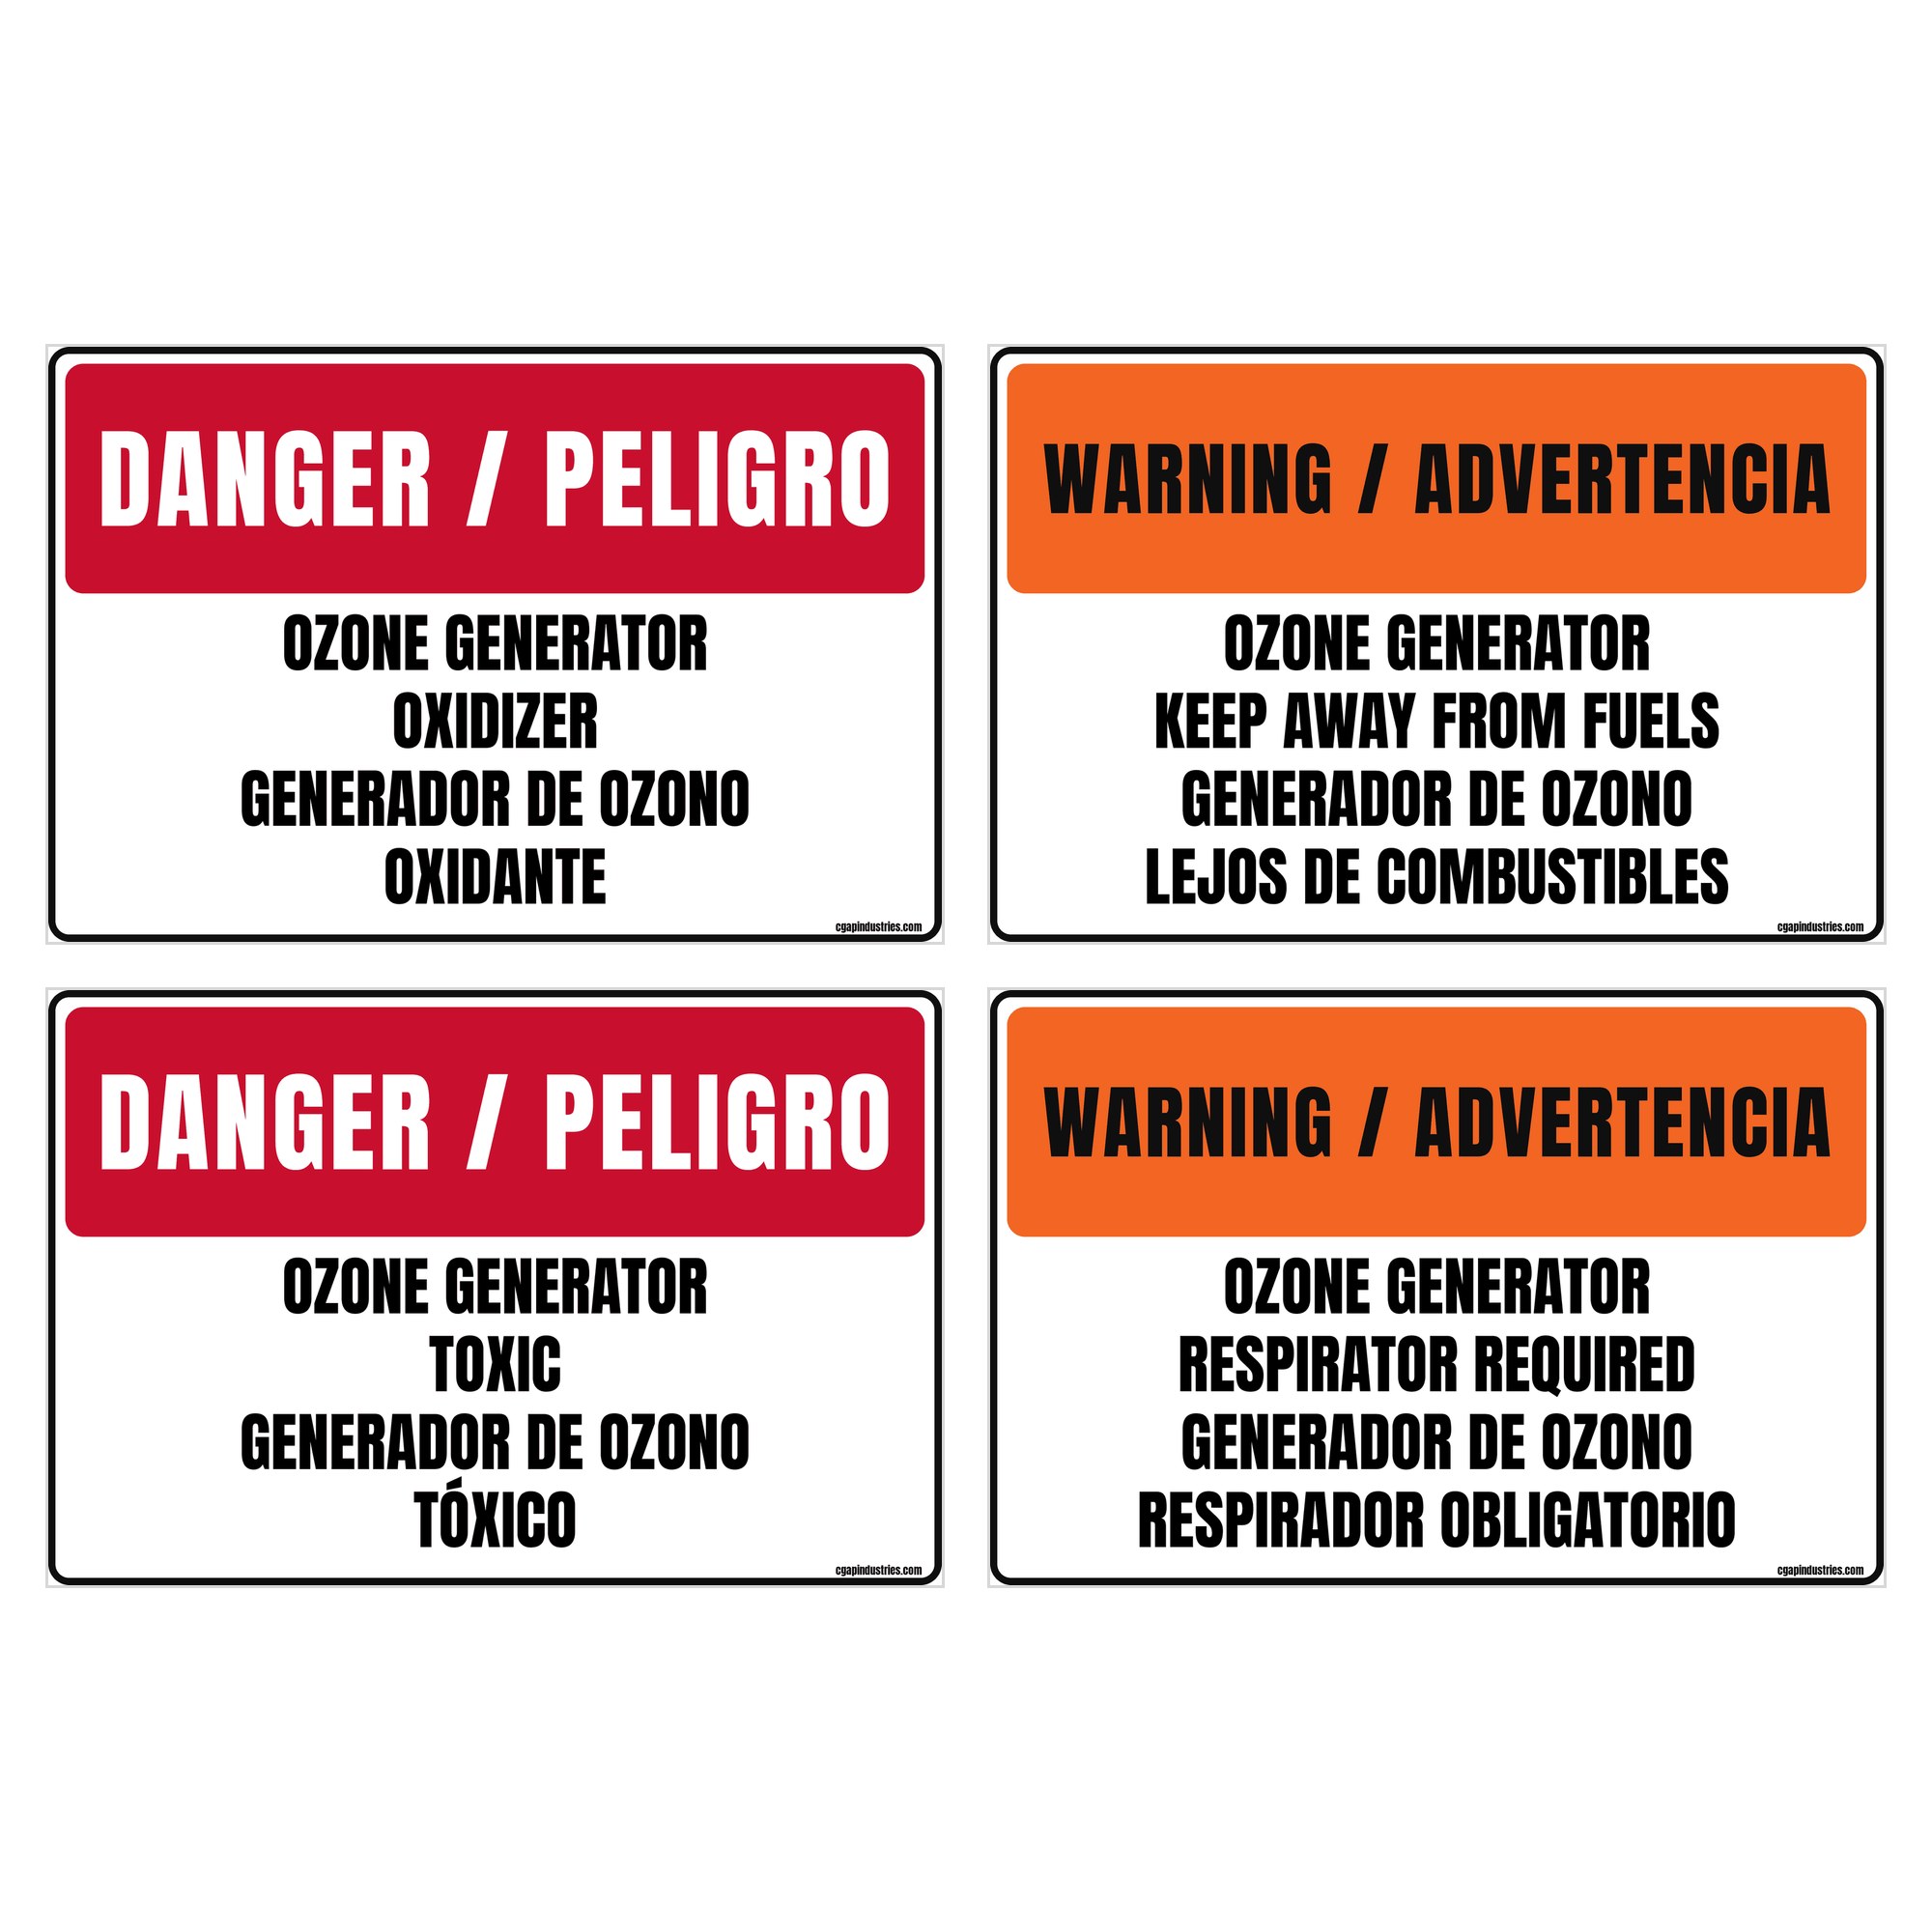 DANGER / PELIGRO
OZONE GENERATOR
OXIDIZER
GENERADOR DE OZONO
OXIDANTE
cgapindustries.com
WARNING / ADVERTENCIA
OZONE GENERATOR
KEEP AWAY FROM FUELS
GENERADOR DE OZONO
LEJOS DE COMBUSTIBLES
cgapindustries.com
DANGER / PELIGRO
OZONE GENERATOR
TOXIC
GENERADOR DE OZONO
TÓXICO
cgapindustries.com
WARNING / ADVERTENCIA
OZONE GENERATOR
RESPIRATOR REQUIRED
GENERADOR DE OZONO
RESPIRADOR OBLIGATORIO
cgapindustries.com